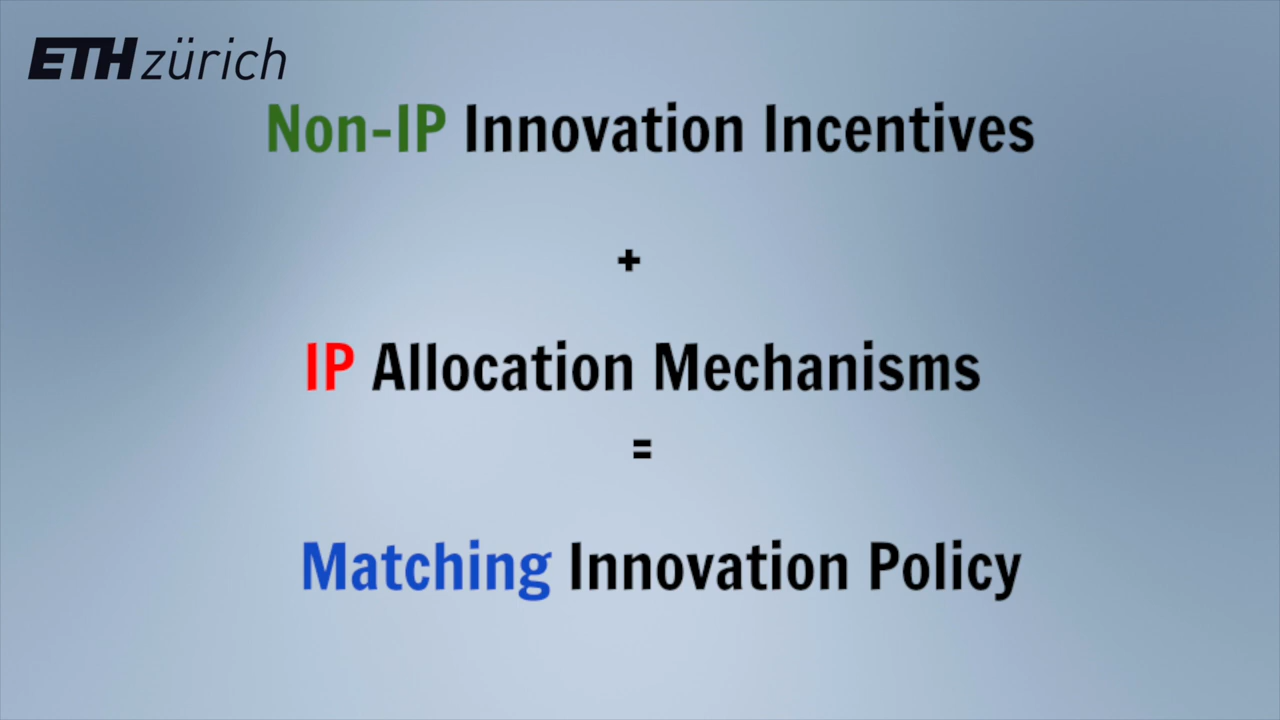 ETH zürich
Non-IP Innovation Incentives
+
IP Allocation Mechanisms
=
Matching Innovation Policy